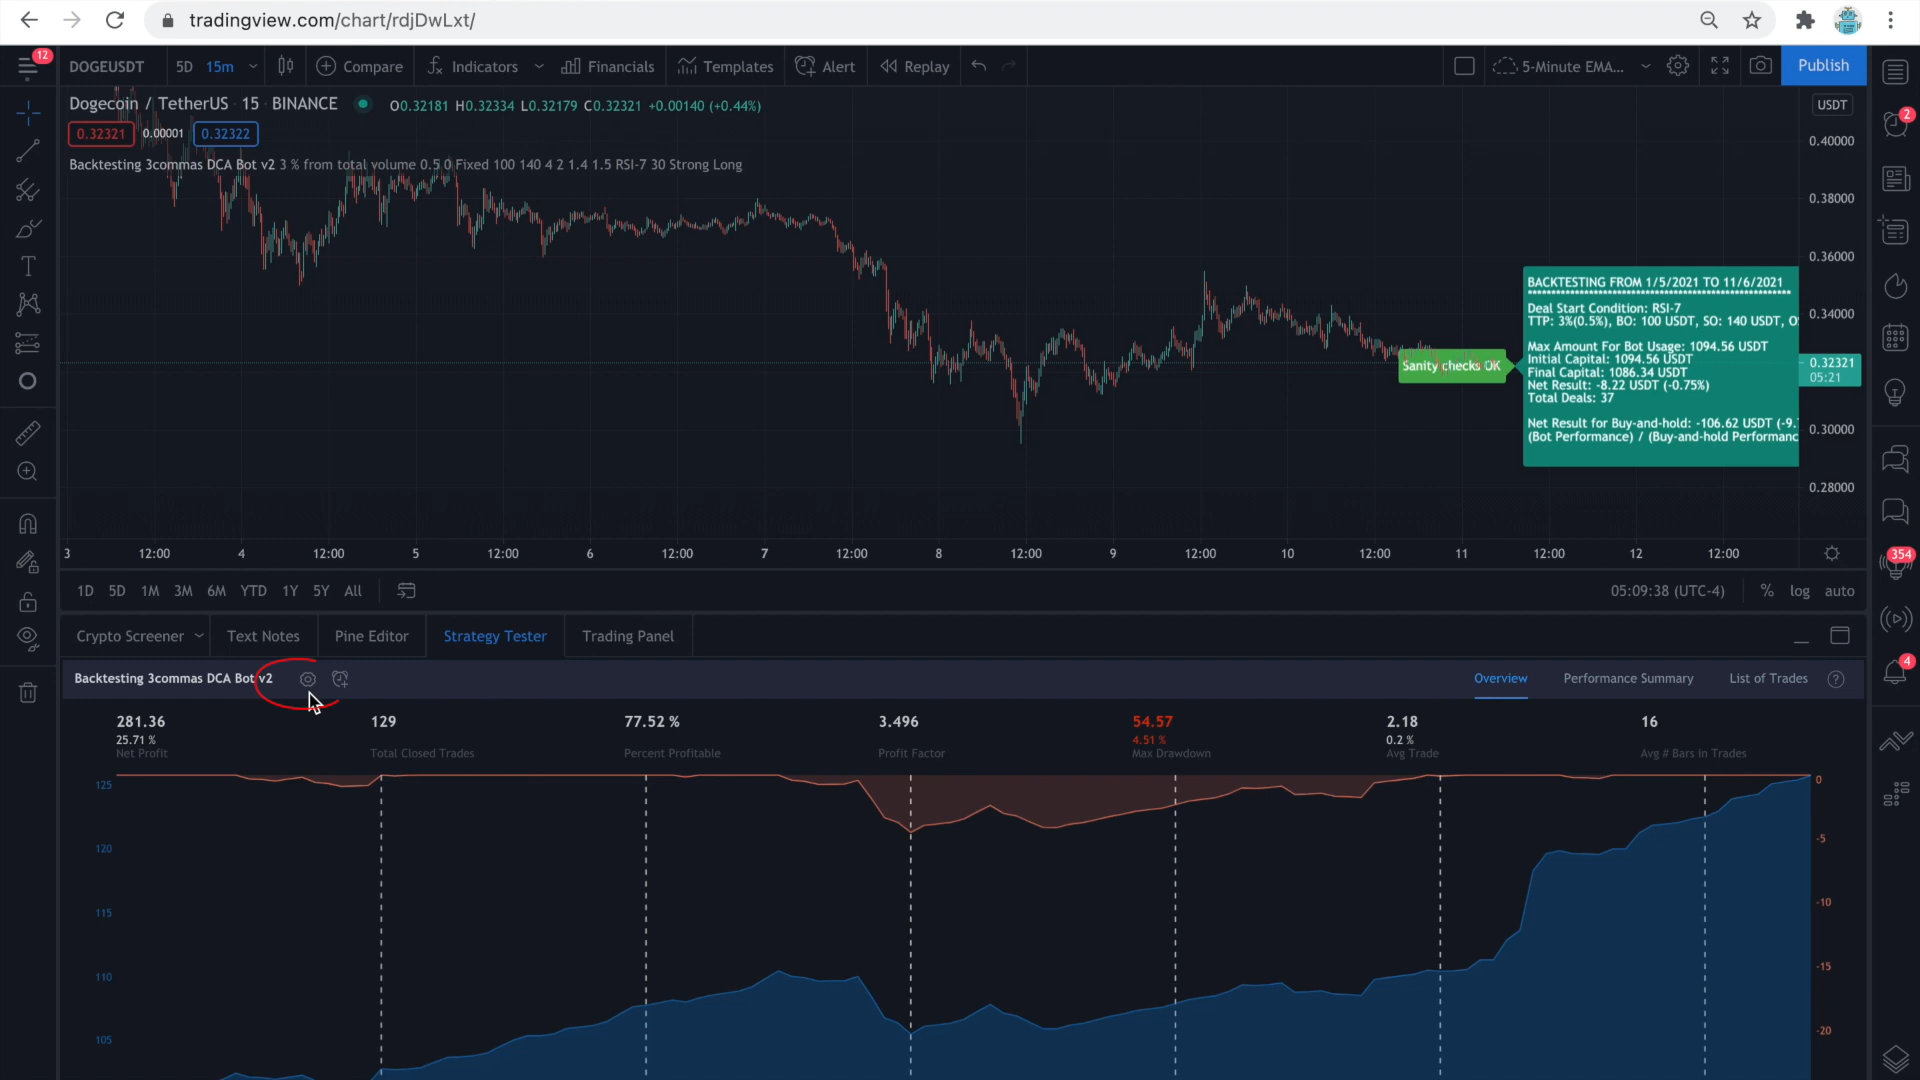 tradingview.com/chart/rdjDwLxt/
12
DOGEUSDT 5D 15m Compare Indicators Financials Templates Alert Replay 5-Minute EMA... Publish
Dogecoin / TetherUS 15 BINANCE O0.32181 H0.32334 L0.32179 C0.32321 +0.00140 (+0.44%)
USDT
2
0.32321 0.00001 0.32322
Backtesting 3commas DCA Bot v2 3 % from total volume 0.5 0 Fixed 100 140 4 2 1.4 1.5 RSI-7 30 Strong Long
0.40000
0.38000
0.36000
0.34000
0.32321
05:21
0.30000
0.28000
BACKTESTING FROM 1/5/2021 TO 11/6/2021
****************************************************************
Deal Start Condition: RSI-7
TTP: 3%(0.5%), BO: 100 USDT, SO: 140 USDT, O
Max Amount For Bot Usage: 1094.56 USDT
Initial Capital: 1094.56 USDT
Final Capital: 1086.34 USDT
Net Result: -8.22 USDT (-0.75%)
Total Deals: 37
Net Result for Buy-and-hold: -106.62 USDT (-9.
(Bot Performance) / (Buy-and-hold Performanc
Sanity checks OK
3 12:00 4 12:00 5 12:00 6 12:00 7 12:00 8 12:00 9 12:00 10 12:00 11 12:00 12 12:00
354
1D 5D 1M 3M 6M YTD 1Y 5Y All 05:09:38 (UTC-4) % log auto
Crypto Screener Text Notes Pine Editor Strategy Tester Trading Panel
4
Backtesting 3commas DCA Bot v2 Overview Performance Summary List of Trades
281.36 129 77.52 % 3.496 54.57 2.18 16
25.71 % 4.51 % 0.2 %
Net Profit Total Closed Trades Percent Profitable Profit Factor Max Drawdown Avg Trade Avg # Bars in Trades
125
120
115
110
105
0
-5
-10
-15
-20